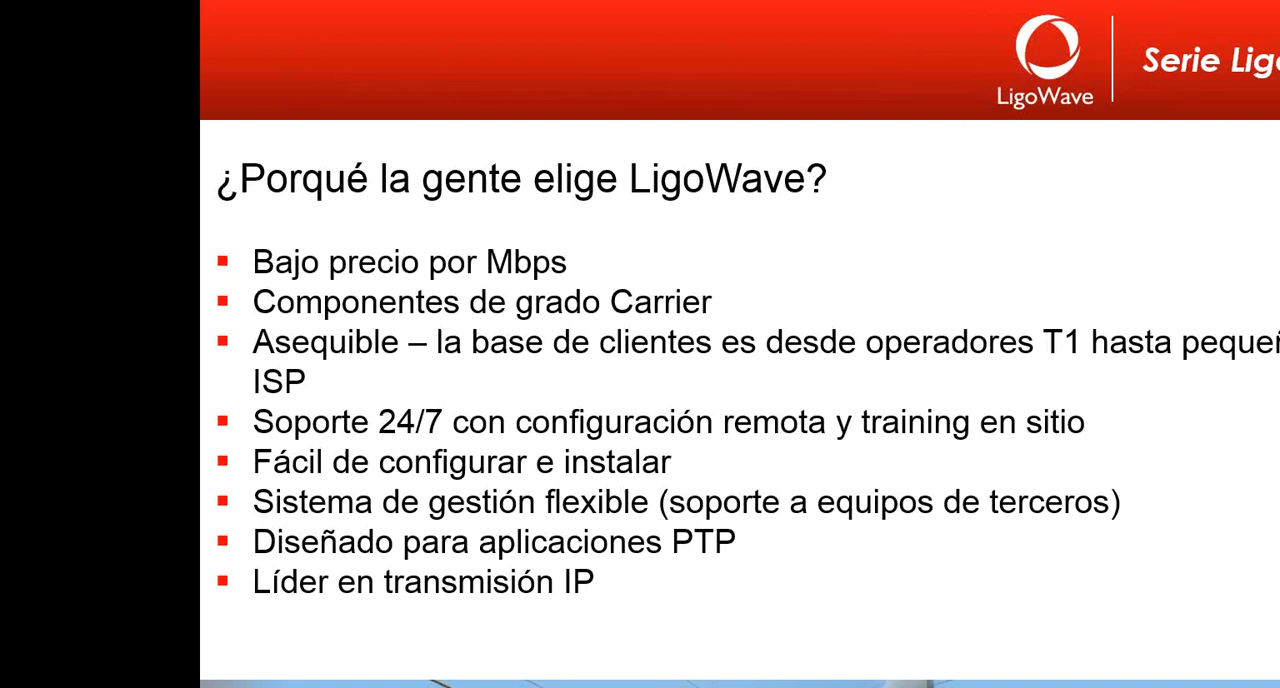 LigoWave
Serie
¿Porqué la gente elige LigoWave?
Bajo precio por Mbps
Componentes de grado Carrier
Asequible – la base de clientes es desde operadores T1 hasta
ISP
Soporte 24/7 con configuración remota y training en sitio
Fácil de configurar e instalar
Sistema de gestión flexible (soporte a equipos de terceros)
Diseñado para aplicaciones PTP
Líder en transmisión IP